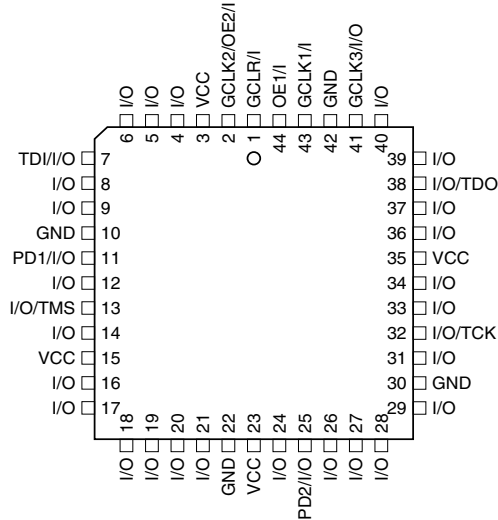 I/O
I/O
I/O
VCC
GCLK2/OE2/I
GCLR/I
OE1/I
GCLK1/I
GND
GCLK3/I/O
I/O
6
5
4
3
2
1
44
43
42
41
40
TDI/I/O 7
I/O 8
I/O 9
GND 10
PD1/I/O 11
I/O 12
I/O/TMS 13
I/O 14
VCC 15
I/O 16
I/O 17
39 I/O
38 I/O/TDO
37 I/O
36 I/O
35 VCC
34 I/O
33 I/O
32 I/O/TCK
31 I/O
30 GND
29 I/O
18
19
20
21
22
23
24
25
26
27
28
I/O
I/O
I/O
I/O
GND
VCC
I/O
PD2/I/O
I/O
I/O
I/O